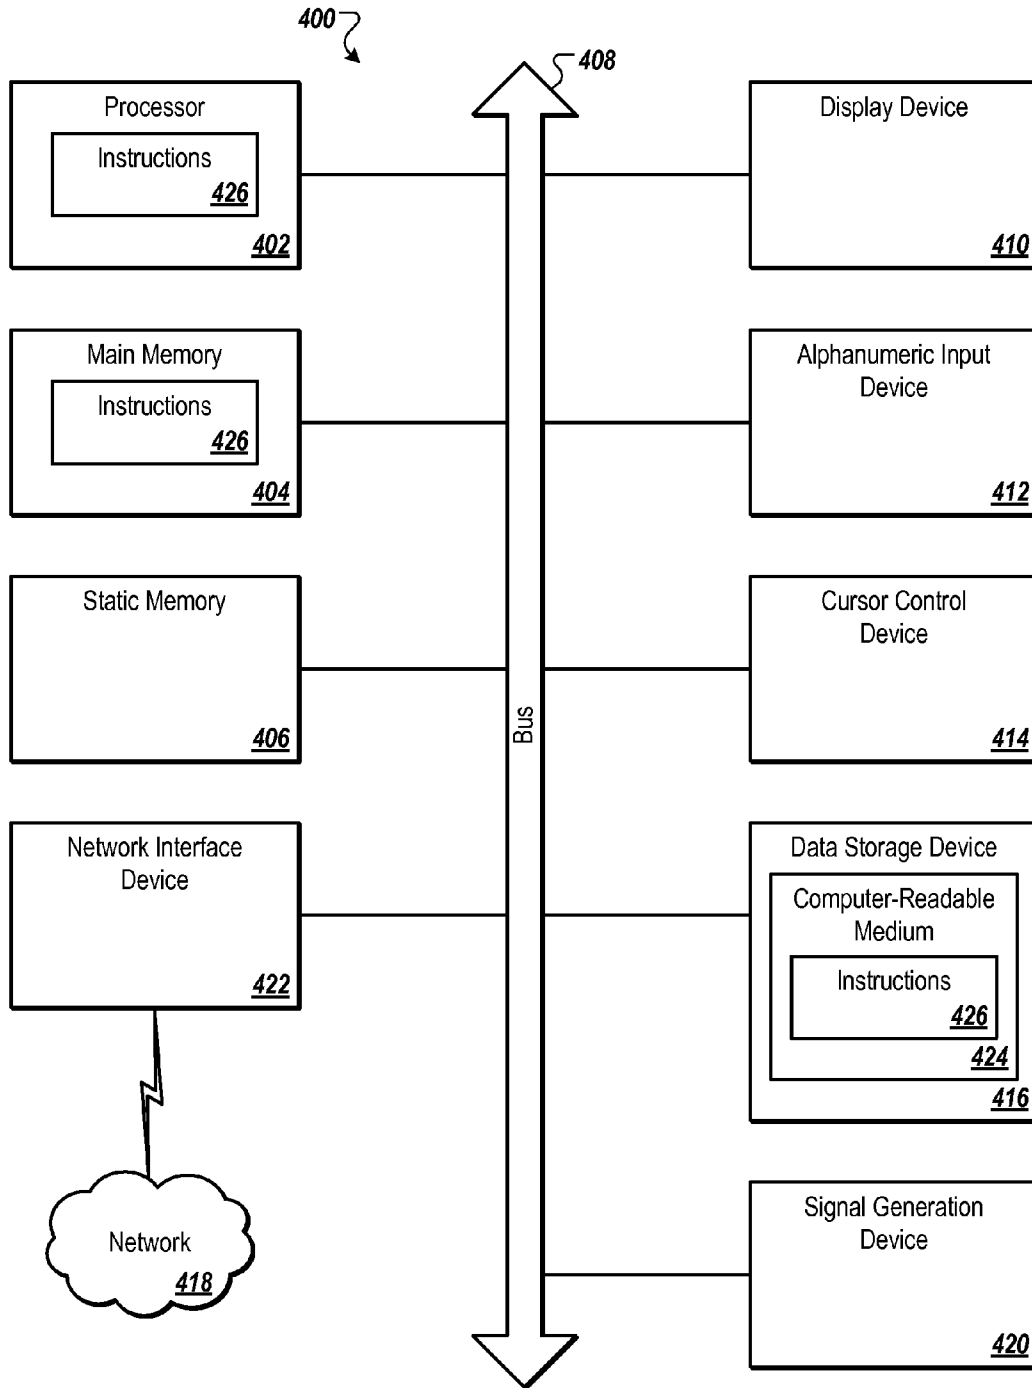 400
408
Processor
Instructions
426
402
Main Memory
Instructions
426
404
Static Memory
406
Network Interface
Device
422
Network
418
Bus
Display Device
410
Alphanumeric Input
Device
412
Cursor Control
Device
414
Data Storage Device
Computer-Readable
Medium
Instructions
426
424
416
Signal Generation
Device
420